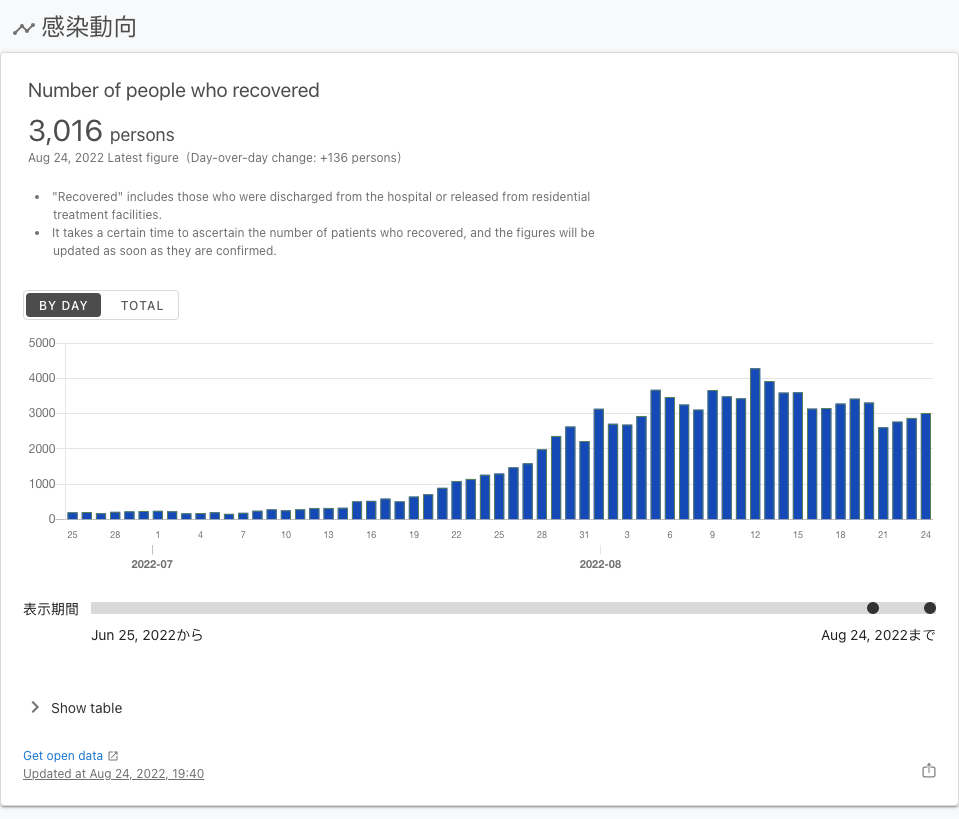 感染動向
Number of people who recovered
3,016 persons
Aug 24, 2022 Latest figure (Day-over-day change: +136 persons)
• "Recovered" includes those who were discharged from the hospital or released from residential
treatment facilities.
• It takes a certain time to ascertain the number of patients who recovered, and the figures will be
updated as soon as they are confirmed.
BY DAY TOTAL
5000
4000
3000
2000
1000
0
25 28 1 4 7 10 13 16 19 22 25 28 31 3 6 9 12 15 18 21 24
2022-07 2022-08
表示期間
Jun 25, 2022から Aug 24, 2022まで
Show table
Get open data
Updated at Aug 24, 2022, 19:40